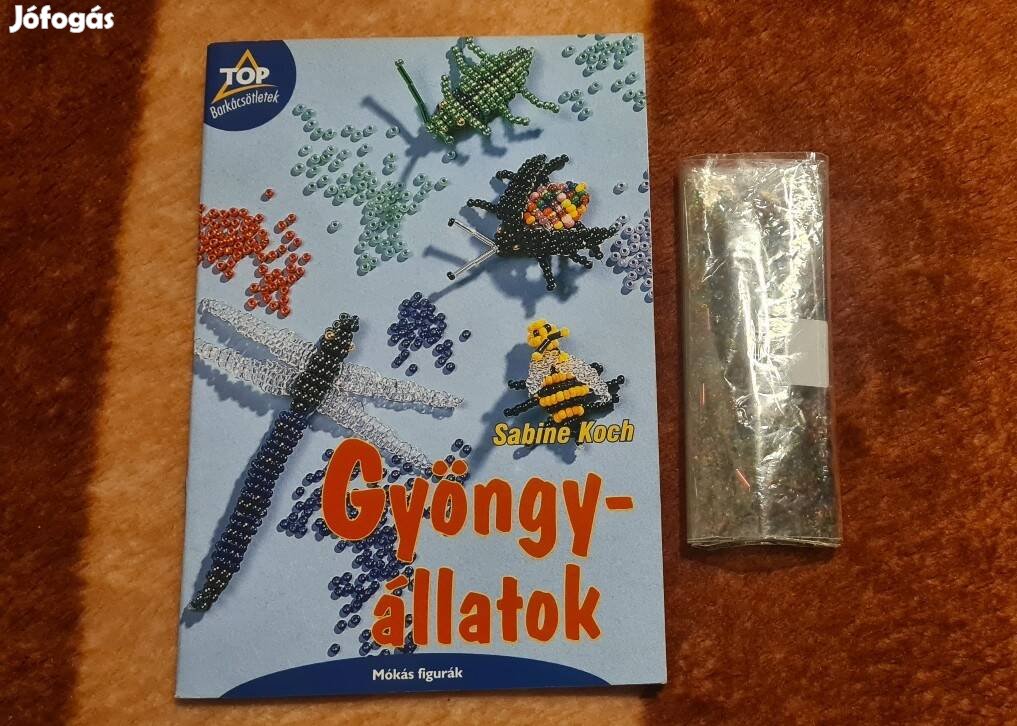 Jófogás
TOP
Barkácsötletek
Sabine Koch
Gyöngy-
állatok
Mókás figurák